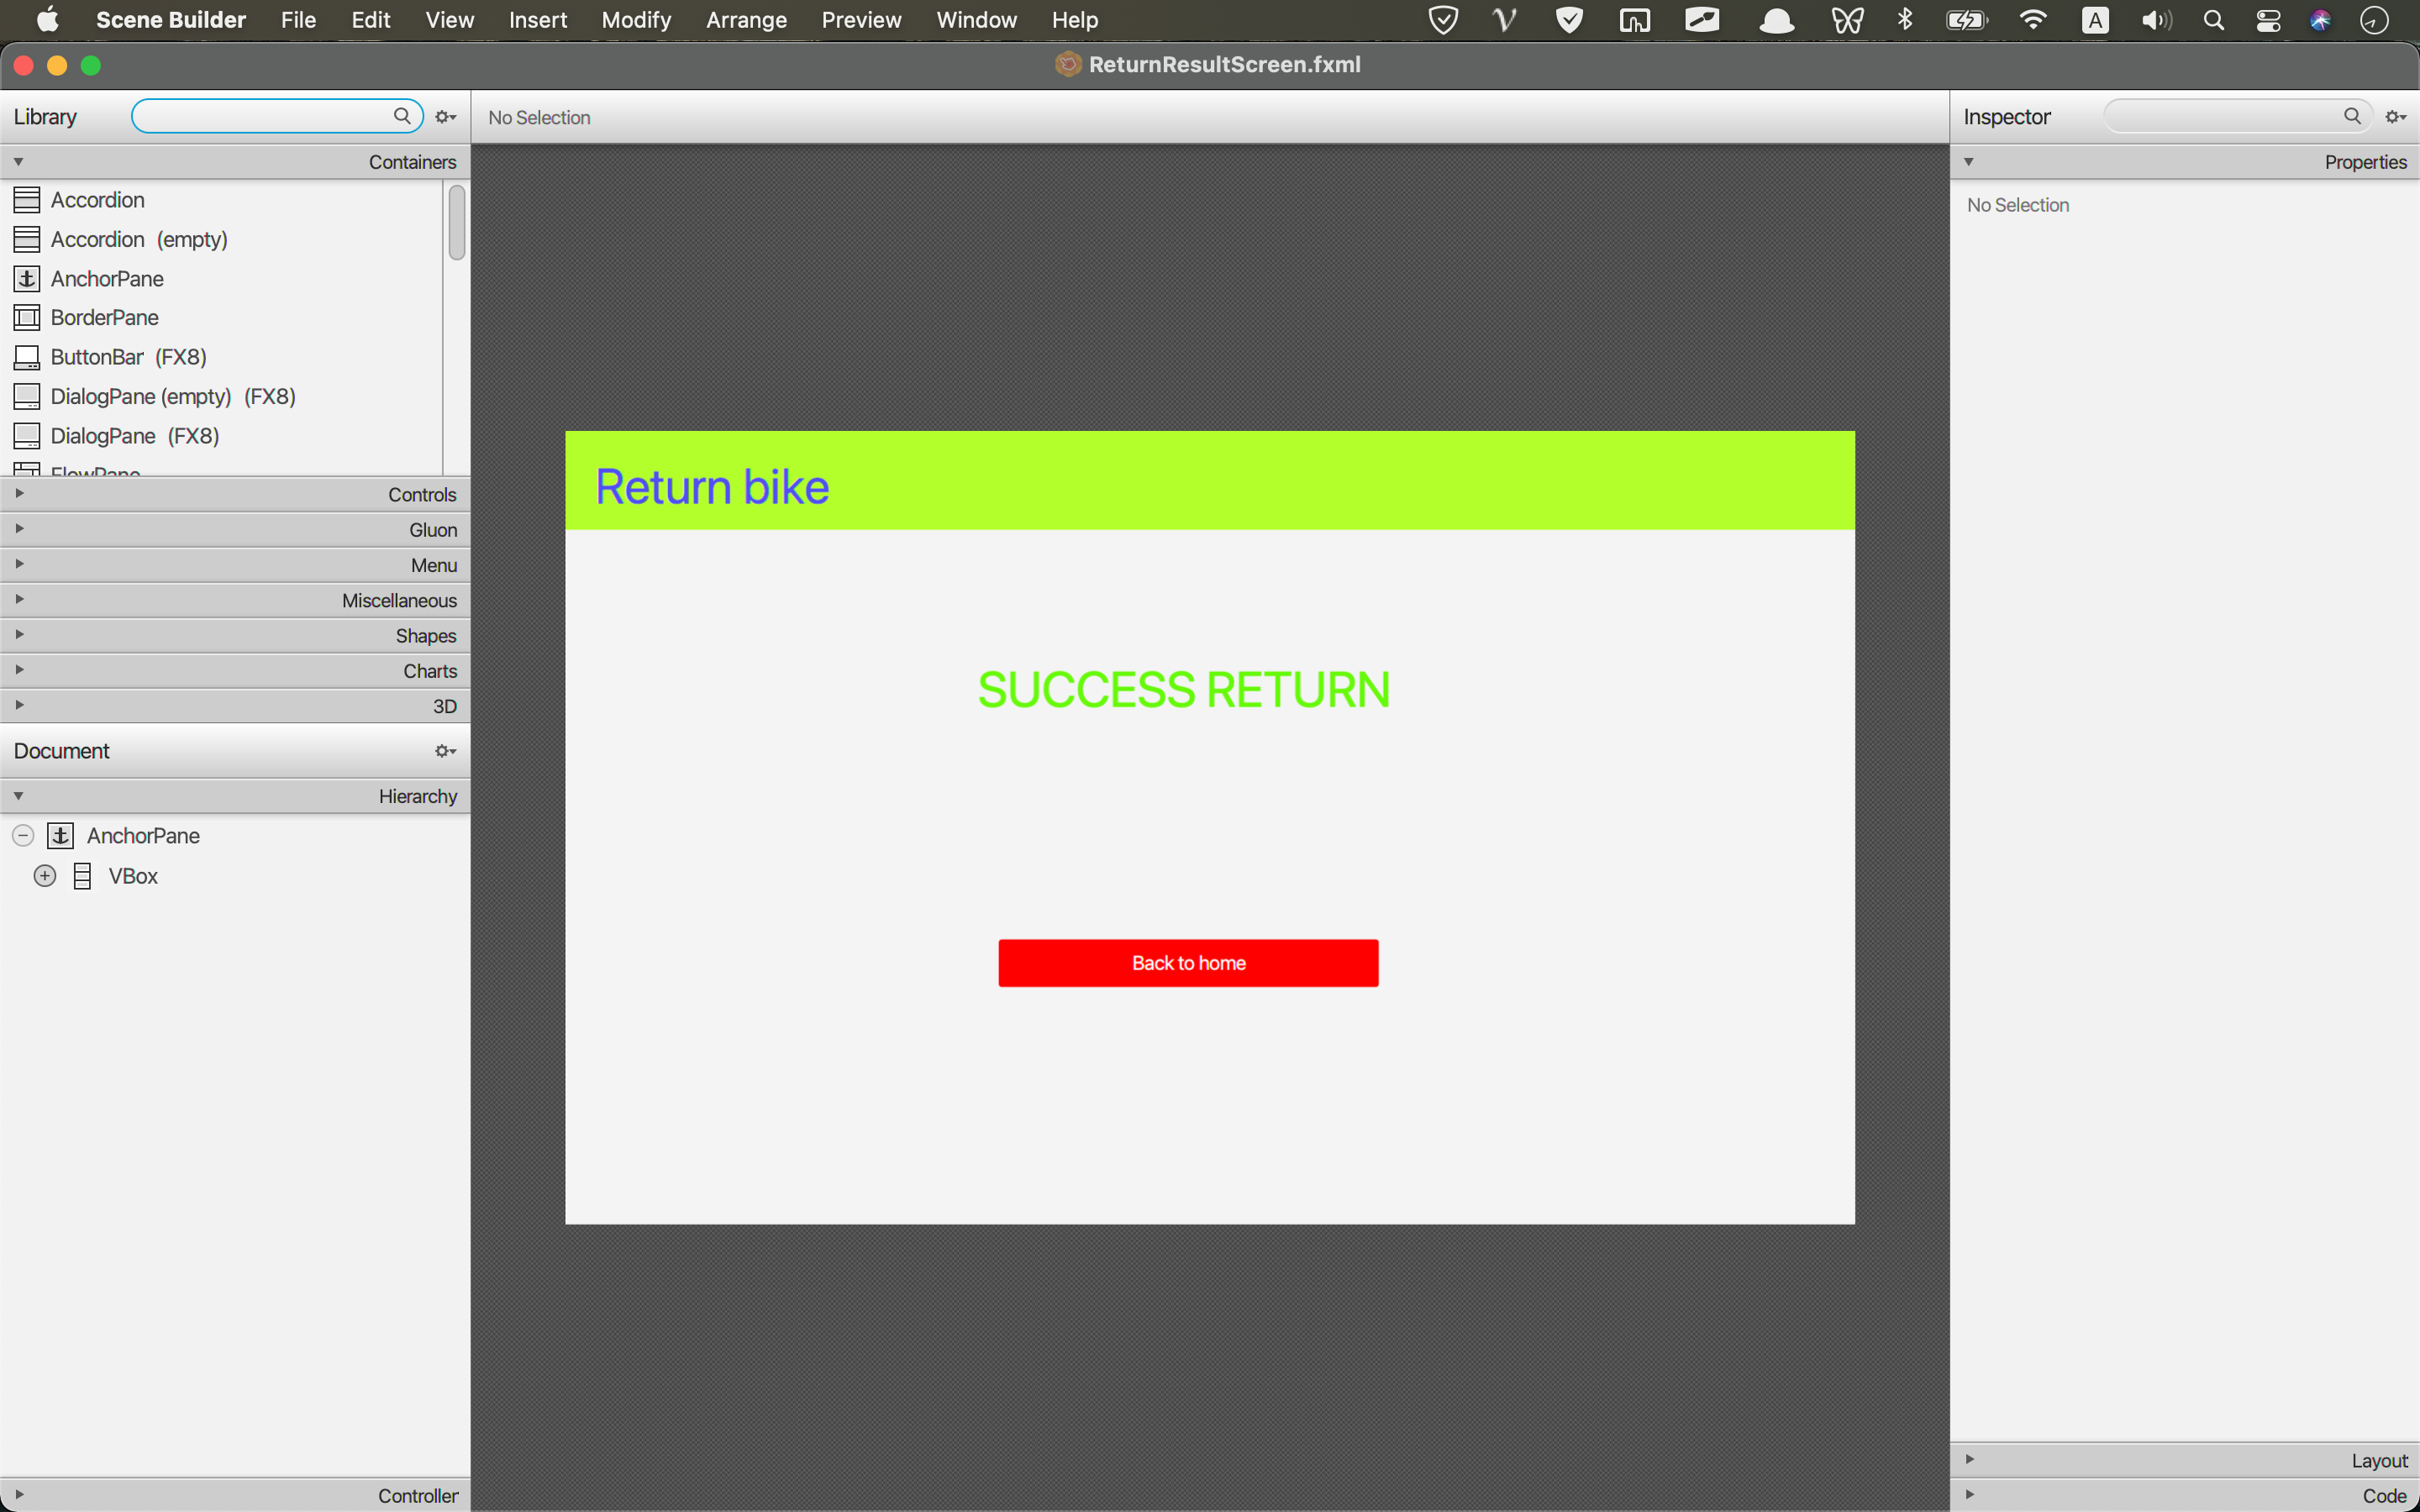 Scene Builder File Edit View Insert Modify Arrange Preview Window Help A
ReturnResultScreen.fxml
Library
No Selection
Inspector
Containers
Properties
Accordion
No Selection
Accordion (empty)
AnchorPane
BorderPane
ButtonBar (FX8)
DialogPane (empty) (FX8)
DialogPane (FX8)
FlowPane
Controls
Gluon
Menu
Miscellaneous
Shapes
Charts
3D
Document
Hierarchy
AnchorPane
VBox
Controller
Return bike
SUCCESS RETURN
Back to home
Layout
Code